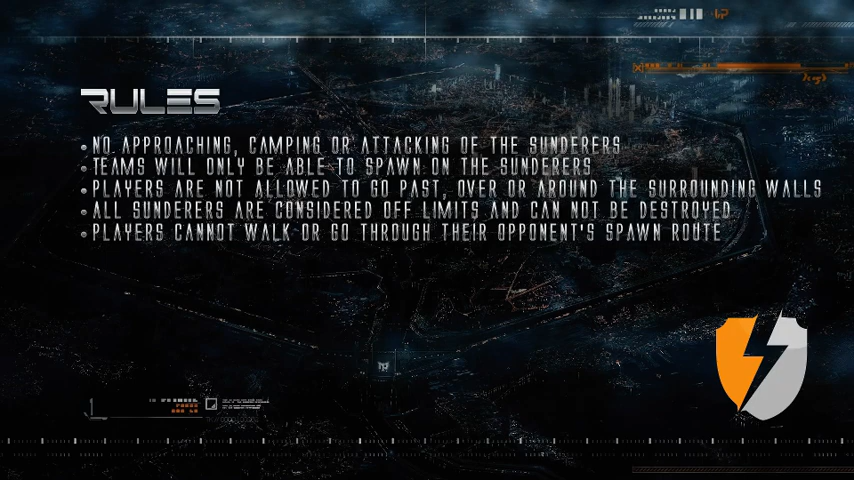 RULES
• NO APPROACHING, CAMPING OR ATTACKING OF THE SUNDERERS
• TEAMS WILL ONLY BE ABLE TO SPAWN ON THE SUNDERERS
• PLAYERS ARE NOT ALLOWED TO GO PAST, OVER OR AROUND THE SURROUNDING WALLS
• ALL SUNDERERS ARE CONSIDERED OFF LIMITS AND CAN NOT BE DESTROYED
• PLAYERS CANNOT WALK OR GO THROUGH THEIR OPPONENT'S SPAWN ROUTE